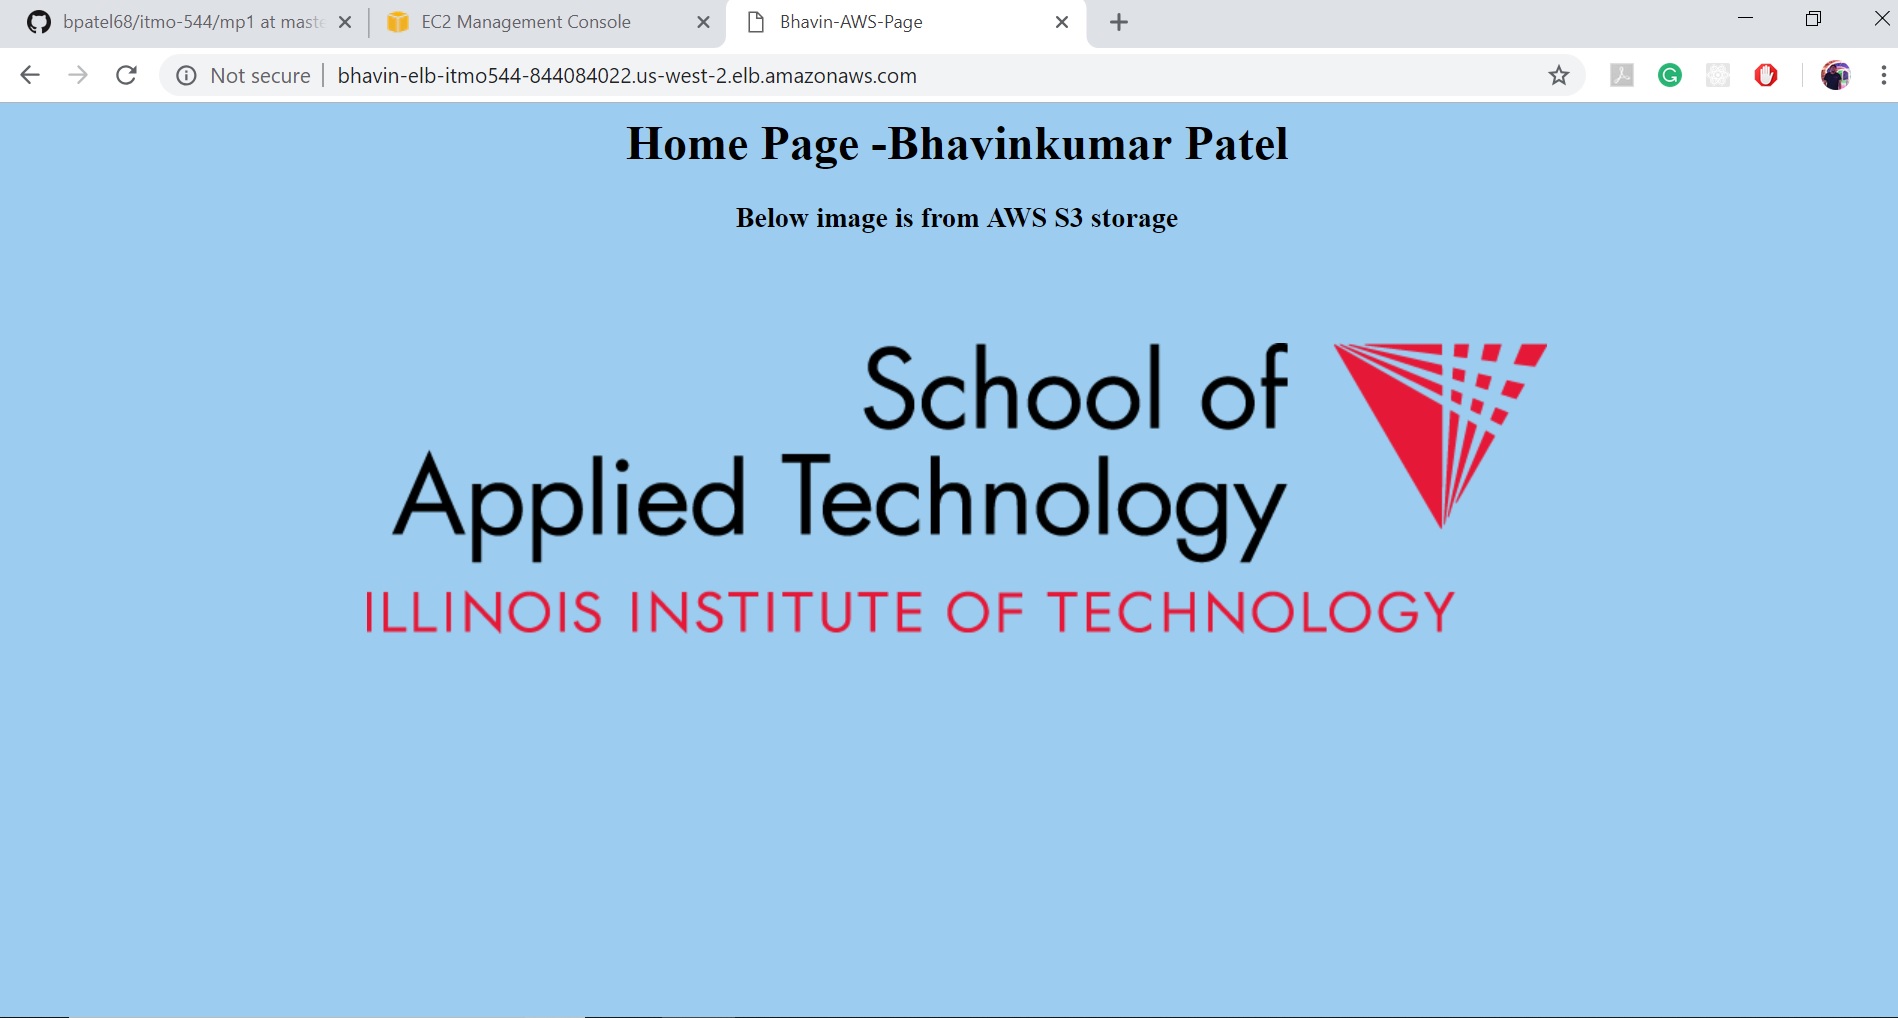 bpatel68/itmo-544/mp1 at maste
EC2 Management Console
Bhavin-AWS-Page
Not secure
bhavin-elb-itmo544-844084022.us-west-2.elb.amazonaws.com
Home Page -Bhavinkumar Patel
Below image is from AWS S3 storage
School of
Applied Technology
ILLINOIS INSTITUTE OF TECHNOLOGY